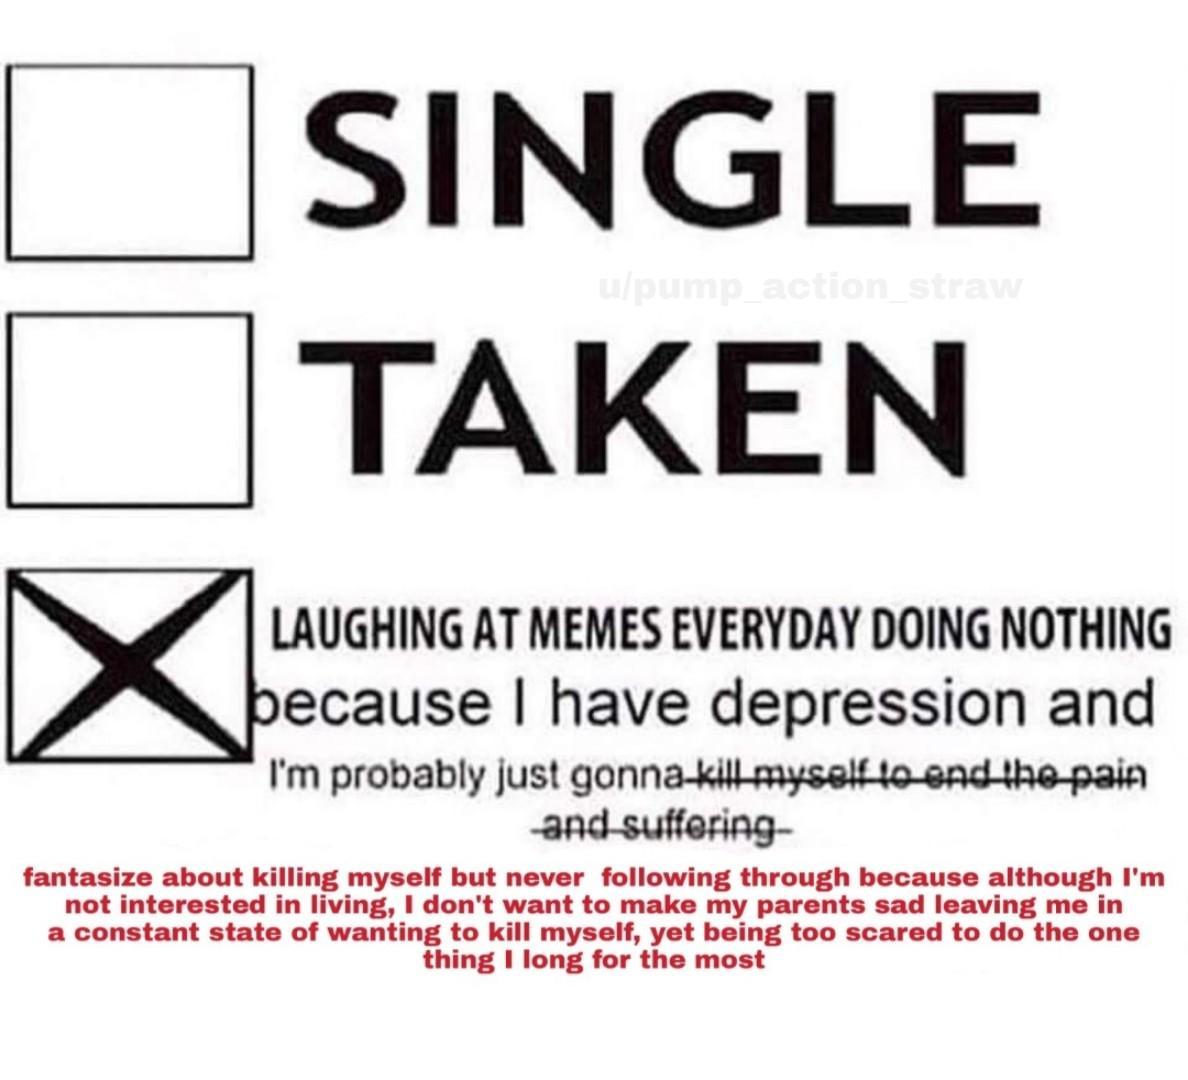 SINGLE
u/pump_action_straw
TAKEN
LAUGHING AT MEMES EVERYDAY DOING NOTHING
because I have depression and
I'm probably just gonna kill myself to end the pain
and suffering
fantasize about killing myself but never following through because although I'm
not interested in living, I don't want to make my parents sad leaving me in
a constant state of wanting to kill myself, yet being too scared to do the one
thing I long for the most